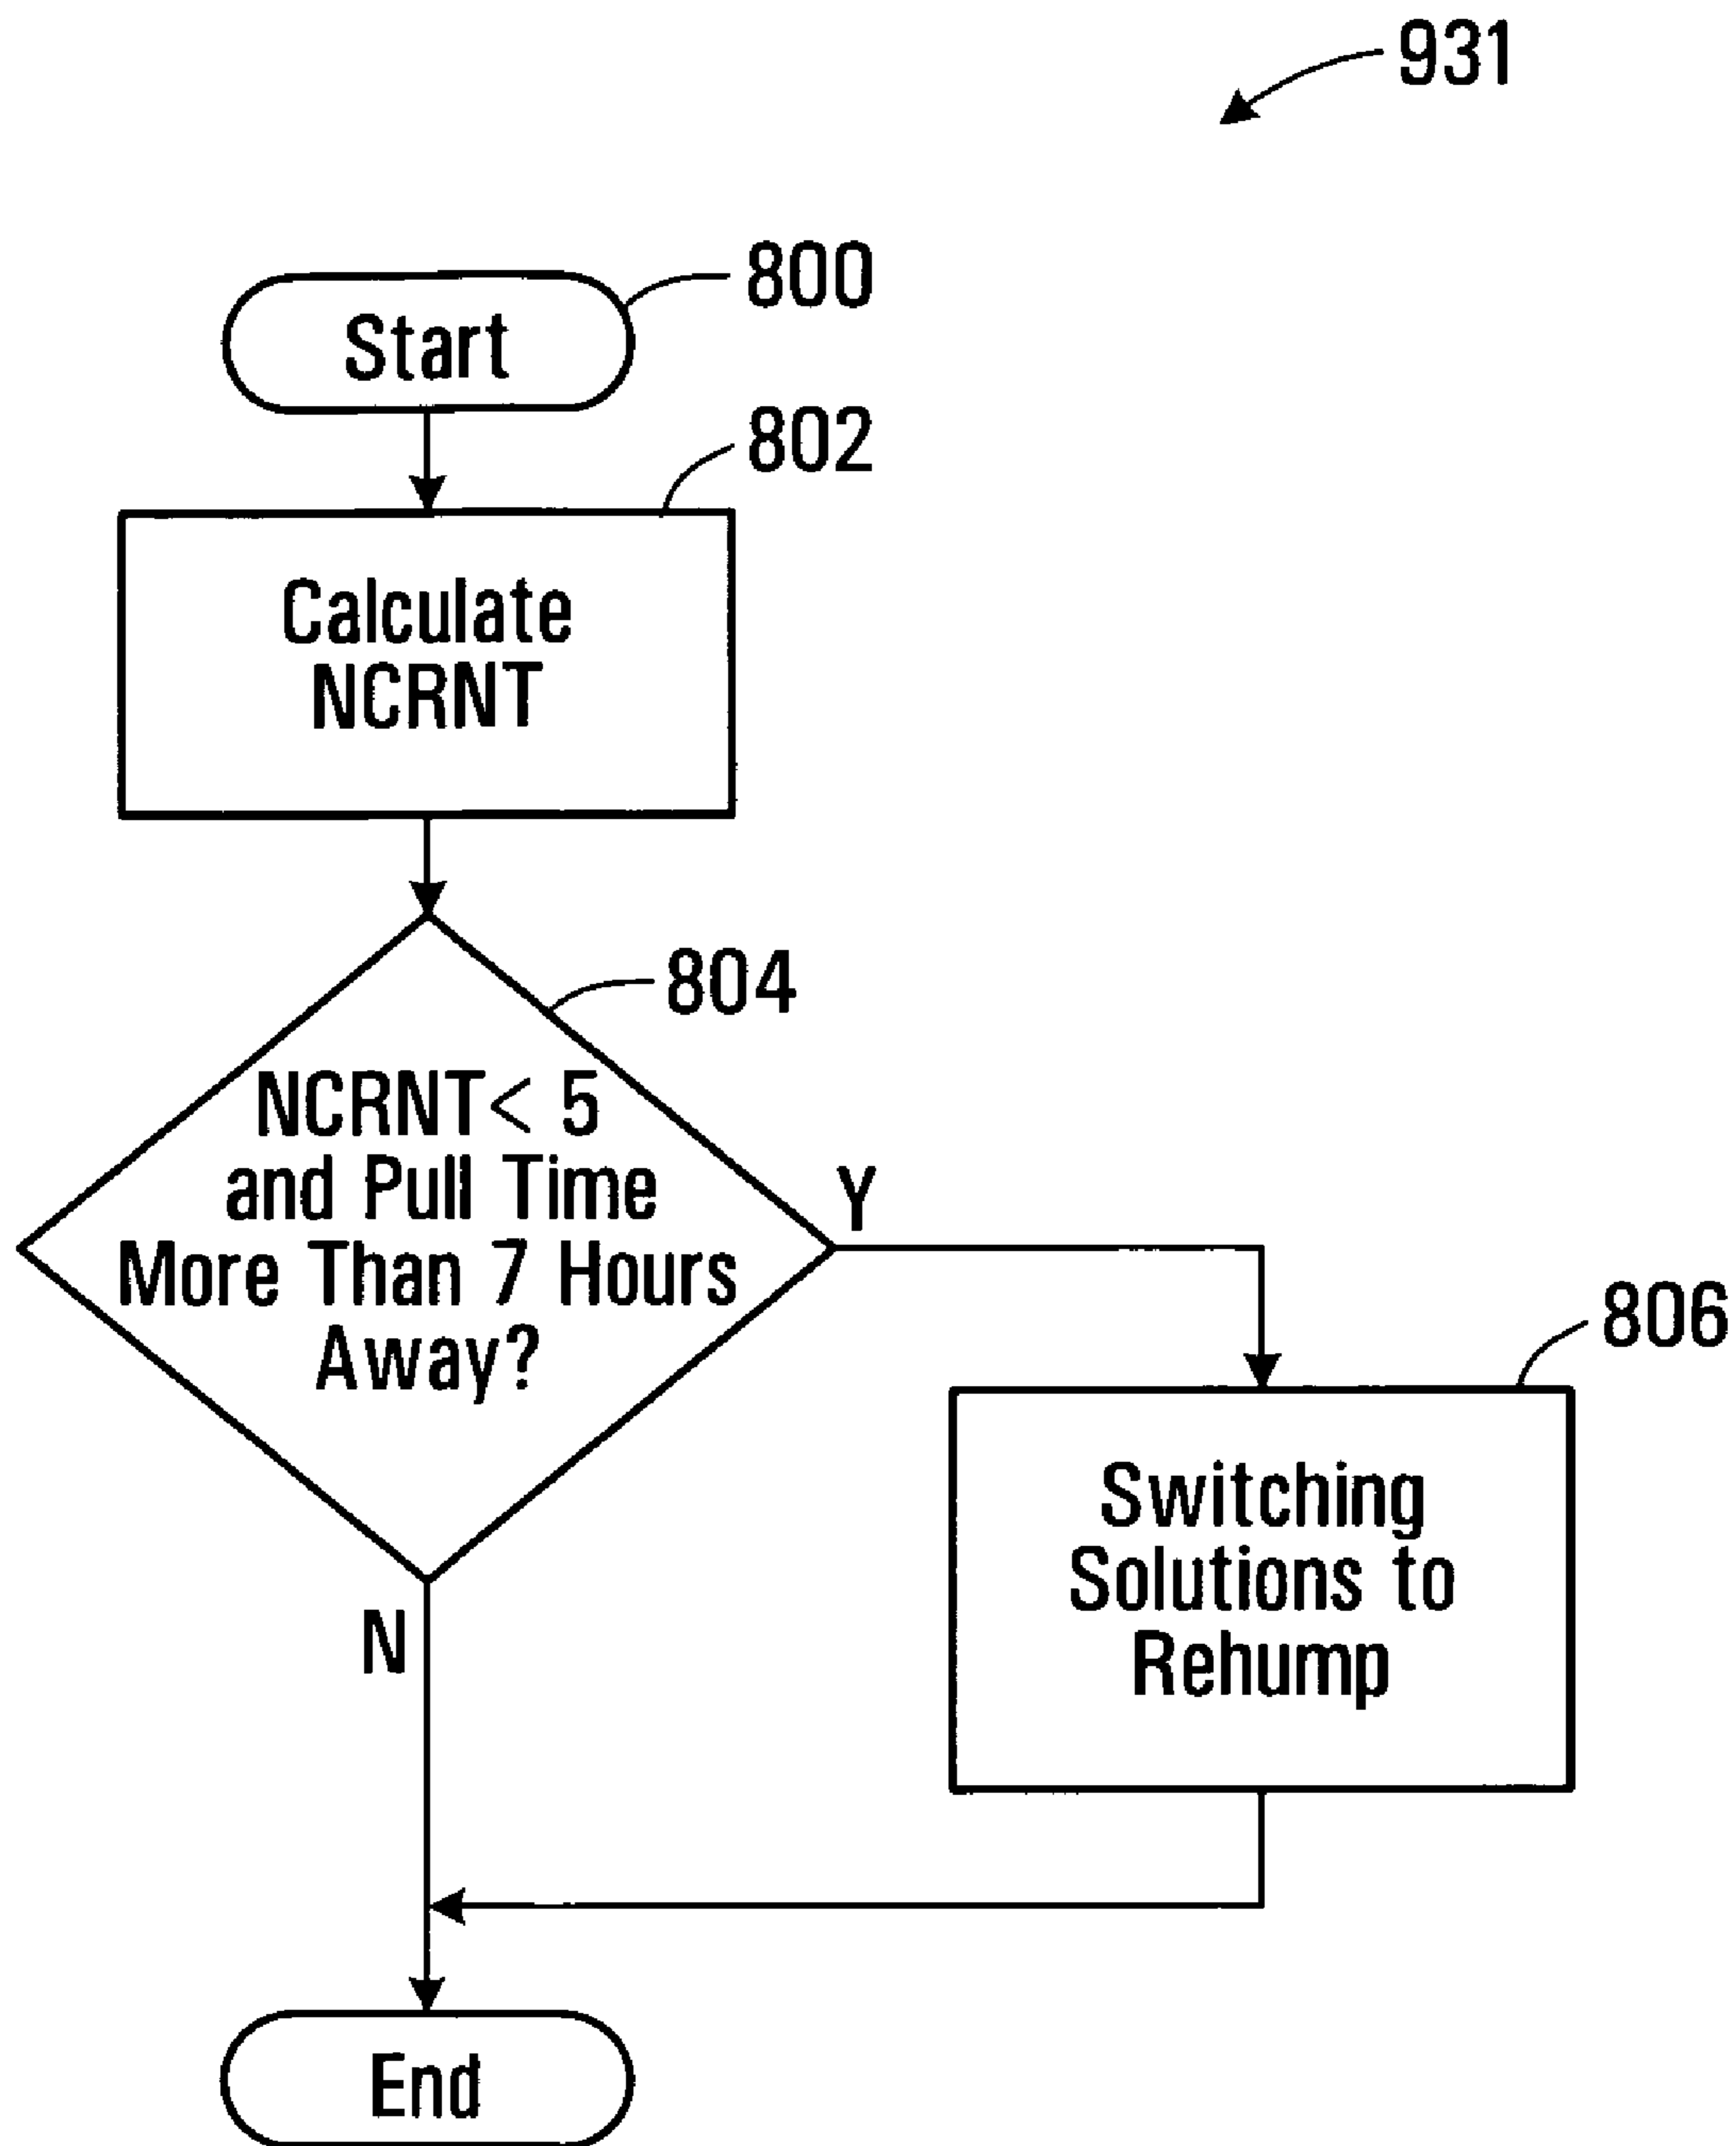 931
800
Start
802
Calculate
NCRNT
804
NCRNT< 5
and Pull Time
More Than 7 Hours
Away?
Y
806
Switching
Solutions to
Rehump
N
End